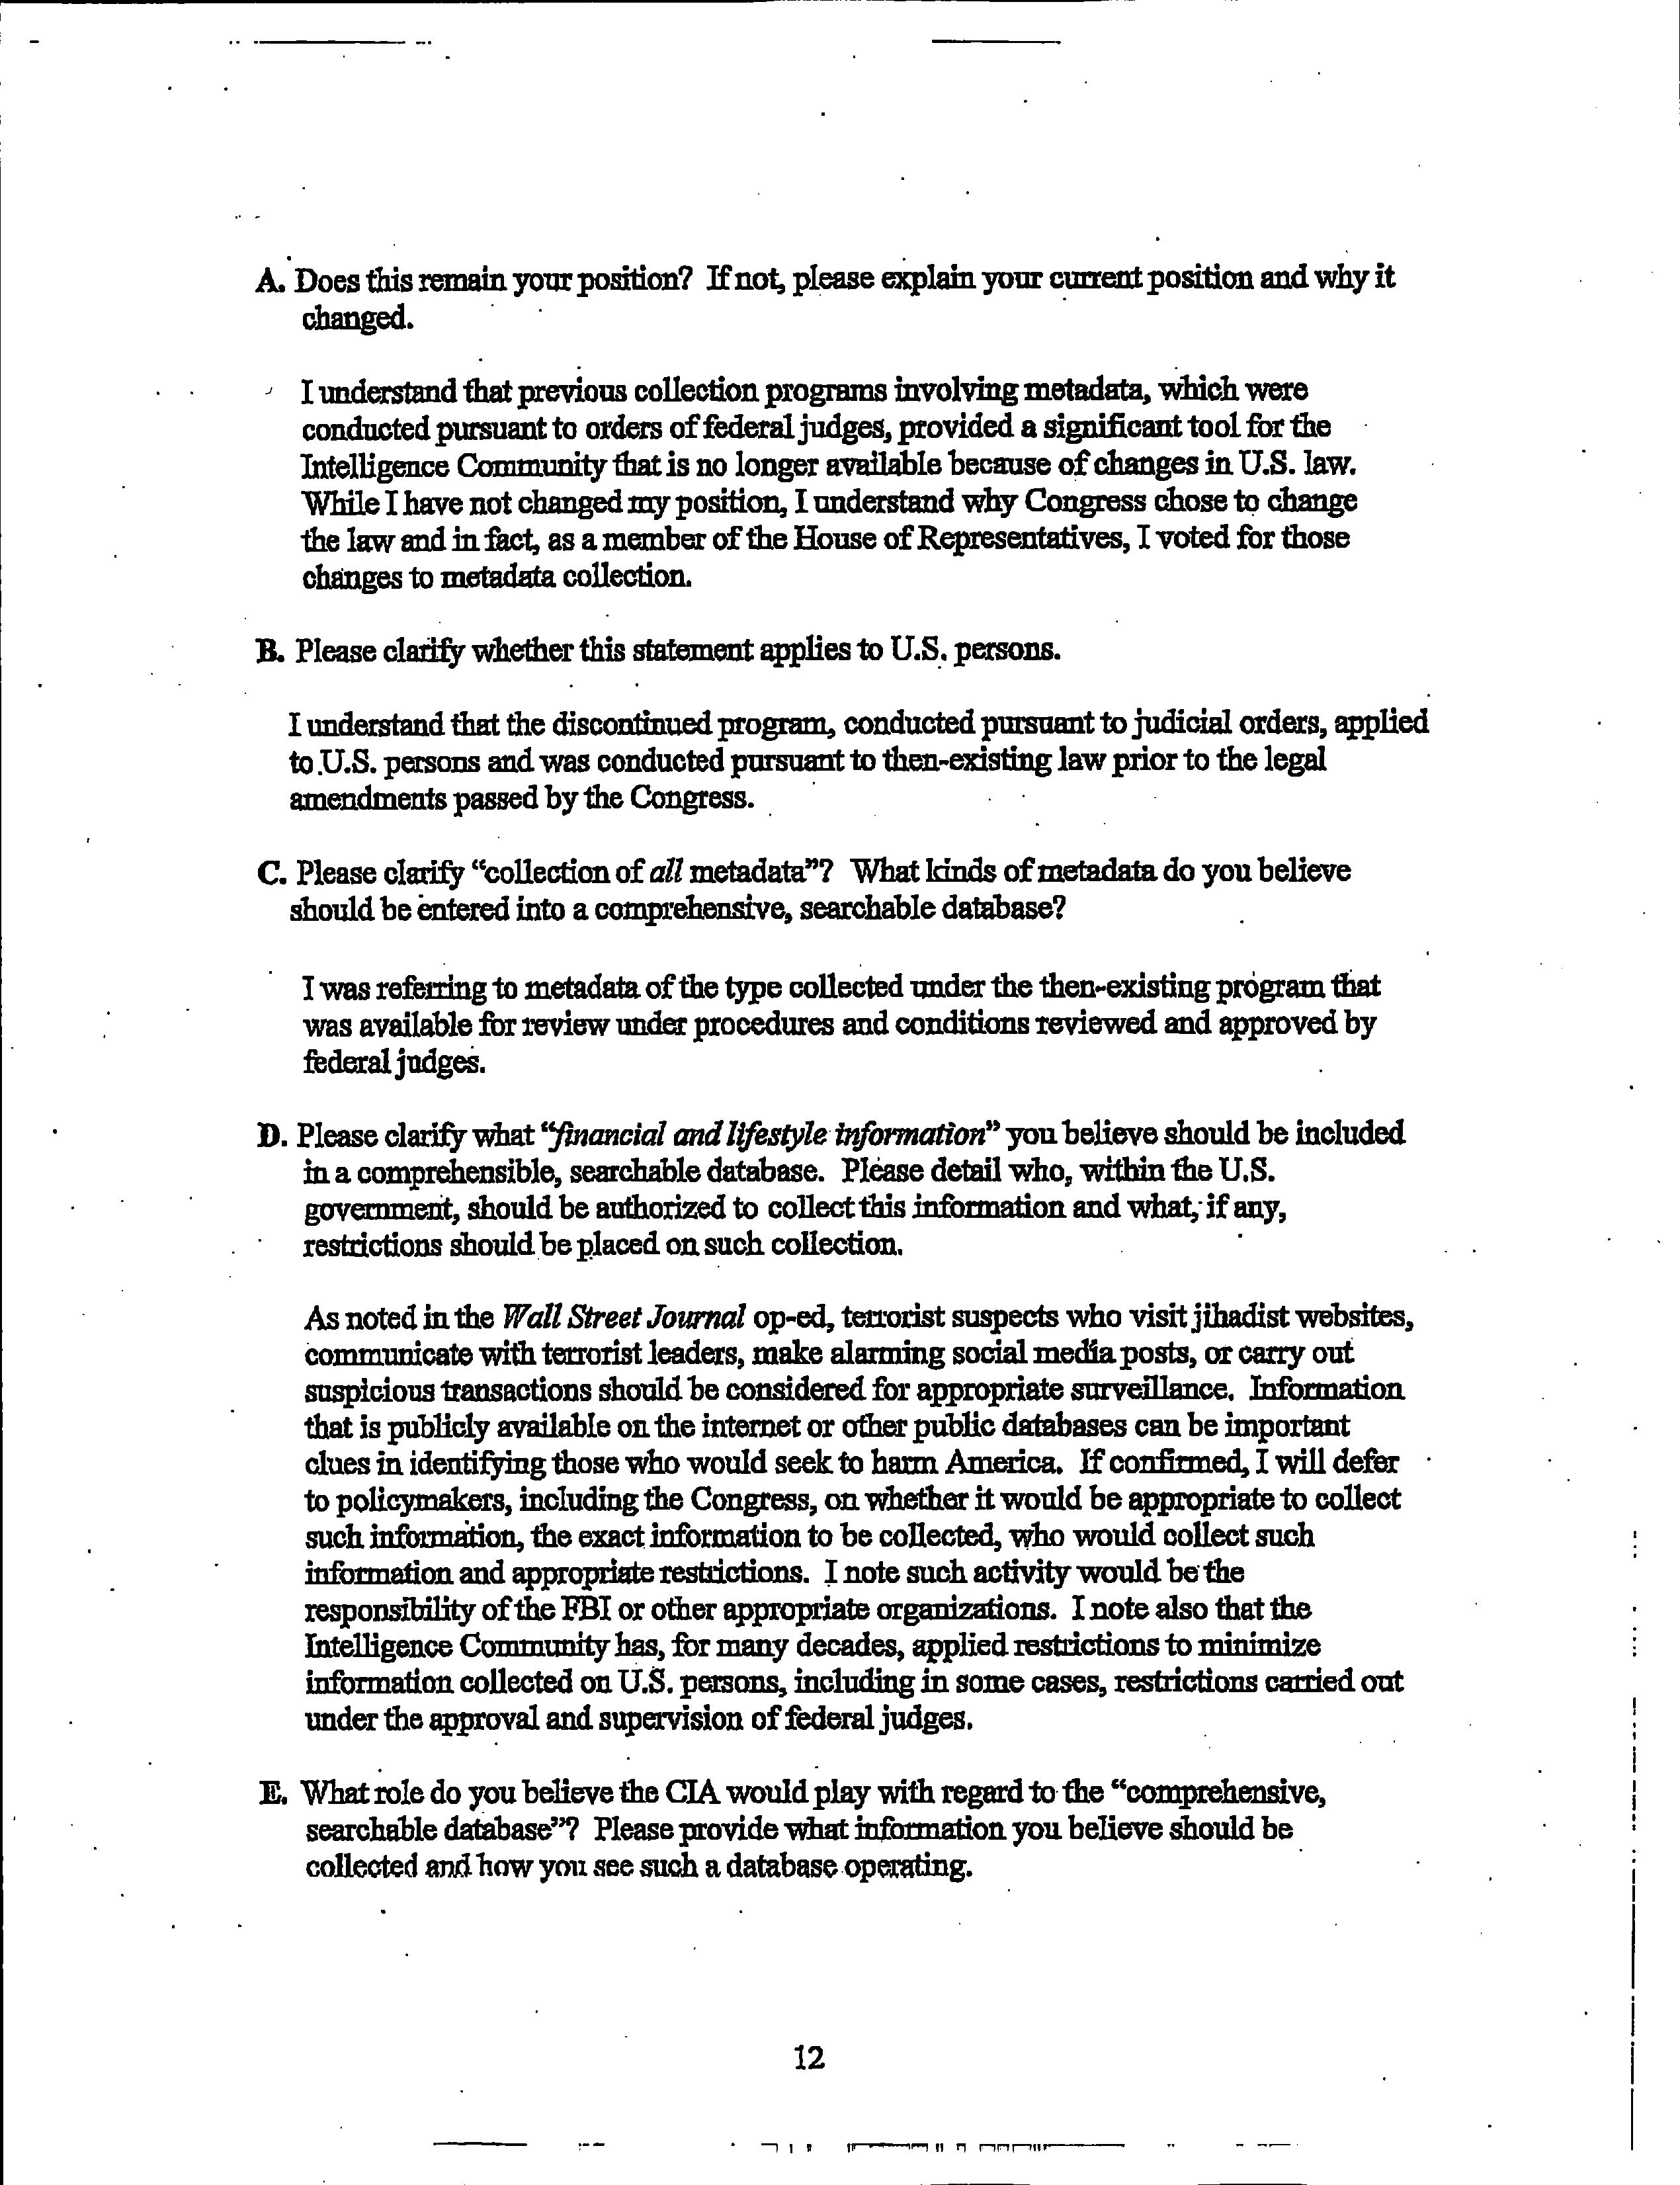 A. Does this remain your position? If not, please explain your current position and why it
changed.
I understand that previous collection programs involving metadata, which were
conducted pursuant to orders of federal judges, provided a significant tool for the
Intelligence Community that is no longer available because of changes in U.S. law.
While I have not changed my position, I understand why Congress chose to change
the law and in fact, as a member of the House of Representatives, I voted for those
changes to metadata collection.
B. Please clarify whether this statement applies to U.S. persons.
I understand that the discontinued program, conducted pursuant to judicial orders, applied
to U.S. persons and was conducted pursuant to then-existing law prior to the legal
amendments passed by the Congress.
C. Please clarify “collection of all metadata”? What kinds of metadata do you believe
should be entered into a comprehensive, searchable database?
I was referring to metadata of the type collected under the then-existing program that
was available for review under procedures and conditions reviewed and approved by
federal judges.
D. Please clarify what “financial and lifestyle information” you believe should be included
in a comprehensible, searchable database. Please detail who, within the U.S.
government, should be authorized to collect this information and what, if any,
restrictions should be placed on such collection.
As noted in the Wall Street Journal op-ed, terrorist suspects who visit jihadist websites,
communicate with terrorist leaders, make alarming social media posts, or carry out
suspicious transactions should be considered for appropriate surveillance. Information
that is publicly available on the internet or other public databases can be important
clues in identifying those who would seek to harm America. If confirmed, I will defer
to policymakers, including the Congress, on whether it would be appropriate to collect
such information, the exact information to be collected, who would collect such
information and appropriate restrictions. I note such activity would be the
responsibility of the FBI or other appropriate organizations. I note also that the
Intelligence Community has, for many decades, applied restrictions to minimize
information collected on U.S. persons, including in some cases, restrictions carried out
under the approval and supervision of federal judges.
E. What role do you believe the CIA would play with regard to the “comprehensive,
searchable database”? Please provide what information you believe should be
collected and how you see such a database operating.
12